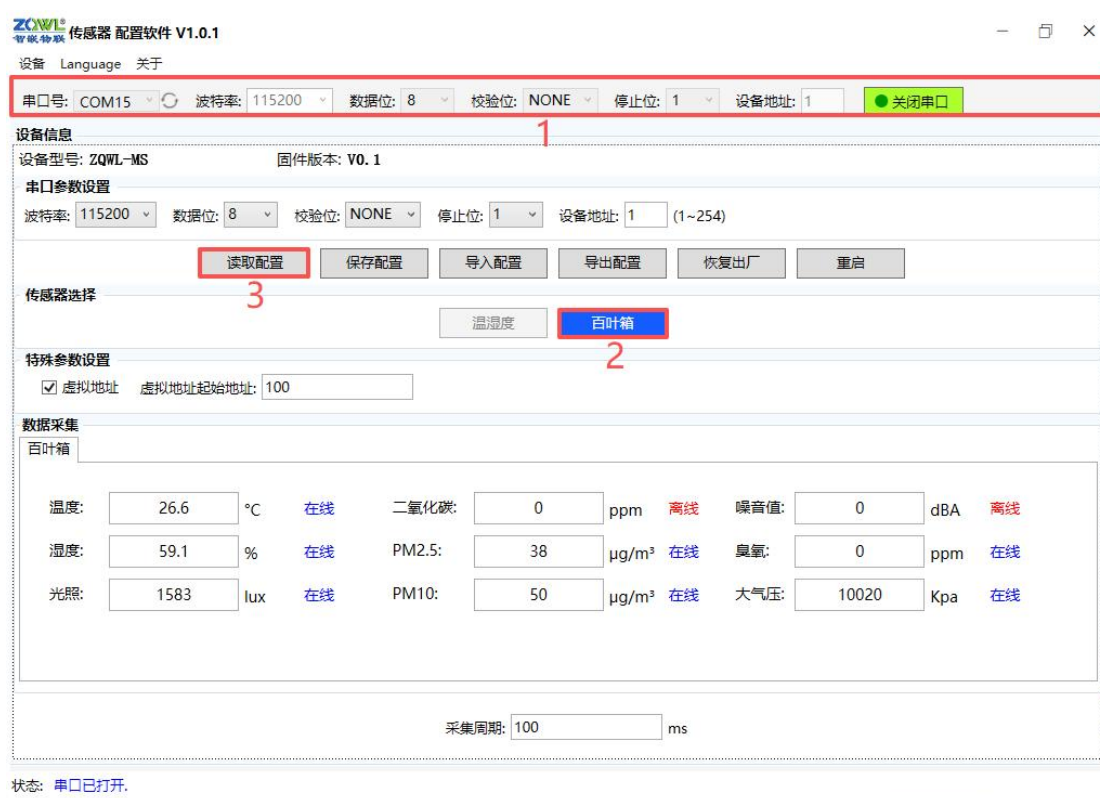 ZQWL®
智嵌物联 传感器 配置软件 V1.0.1
设备 Language 关于
串口号: COM15 波特率: 115200 数据位: 8 校验位: NONE 停止位: 1 设备地址: 1 关闭串口
1
设备信息
设备型号: ZQWL-MS 固件版本: V0.1
串口参数设置
波特率: 115200 数据位: 8 校验位: NONE 停止位: 1 设备地址: 1 (1~254)
读取配置 保存配置 导入配置 导出配置 恢复出厂 重启
3
传感器选择
温湿度 百叶箱
2
特殊参数设置
虚拟地址 虚拟地址起始地址: 100
数据采集
百叶箱
温度: 26.6 °C 在线 二氧化碳: 0 ppm 离线 噪音值: 0 dBA 离线
湿度: 59.1 % 在线 PM2.5: 38 μg/m³ 在线 臭氧: 0 ppm 在线
光照: 1583 lux 在线 PM10: 50 μg/m³ 在线 大气压: 10020 Kpa 在线
采集周期: 100 ms
状态: 串口已打开.